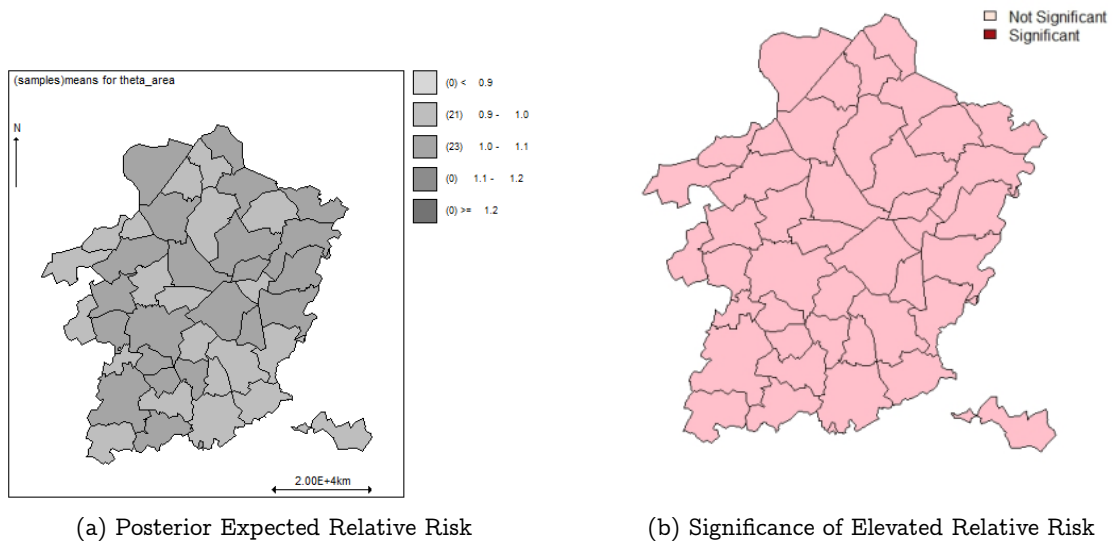 (samples)means for theta_area
N
(0) < 0.9
(21) 0.9 - 1.0
(23) 1.0 - 1.1
(0) 1.1 - 1.2
(0) >= 1.2
2.00E+4km
(a) Posterior Expected Relative Risk
Not Significant
Significant
(b) Significance of Elevated Relative Risk